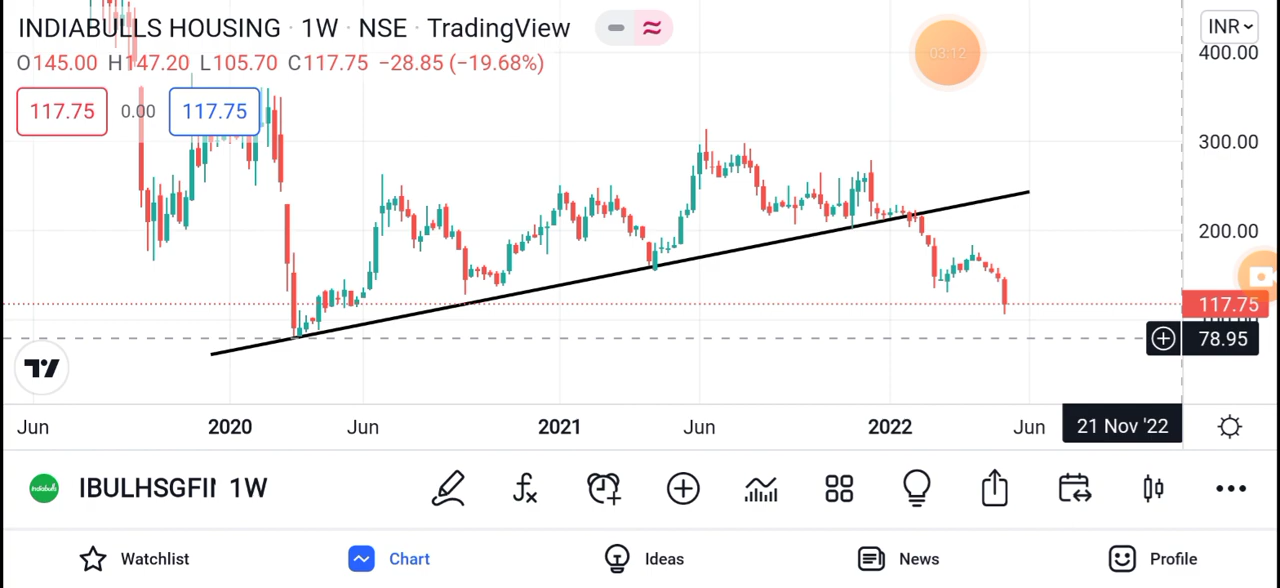 INDIABULLS HOUSING · 1W · NSE · TradingView
INR
O145.00 H147.20 L105.70 C117.75 −28.85 (−19.68%)
03:12
400.00
117.75 0.00 117.75
300.00
200.00
117.75
78.95
Jun 2020 Jun 2021 Jun 2022 Jun 21 Nov '22
IBULHSGFI 1W
Watchlist Chart Ideas News Profile